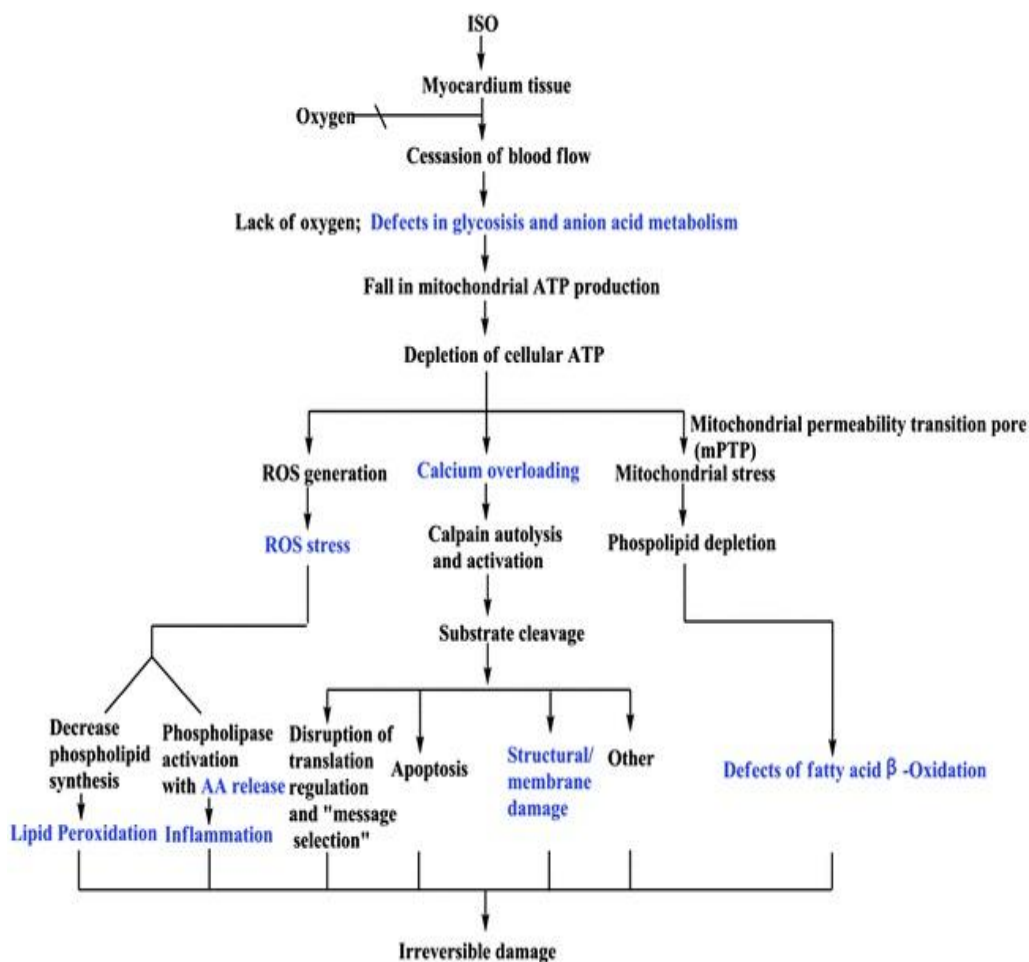 ISO
Myocardium tissue
Oxygen
Cessasion of blood flow
Lack of oxygen; Defects in glycosisis and anion acid metabolism
Fall in mitochondrial ATP production
Depletion of cellular ATP
Mitochondrial permeability transition pore
(mPTP)
ROS generation
Calcium overloading
Mitochondrial stress
ROS stress
Calpain autolysis
and activation
Phospolipid depletion
Substrate cleavage
Decrease
phospholipid
synthesis
Phospholipase
activation
with AA release
Disruption of
translation
regulation
and "message
selection"
Apoptosis
Structural/
membrane
damage
Other
Defects of fatty acid β -Oxidation
Lipid Peroxidation
Inflammation
Irreversible damage